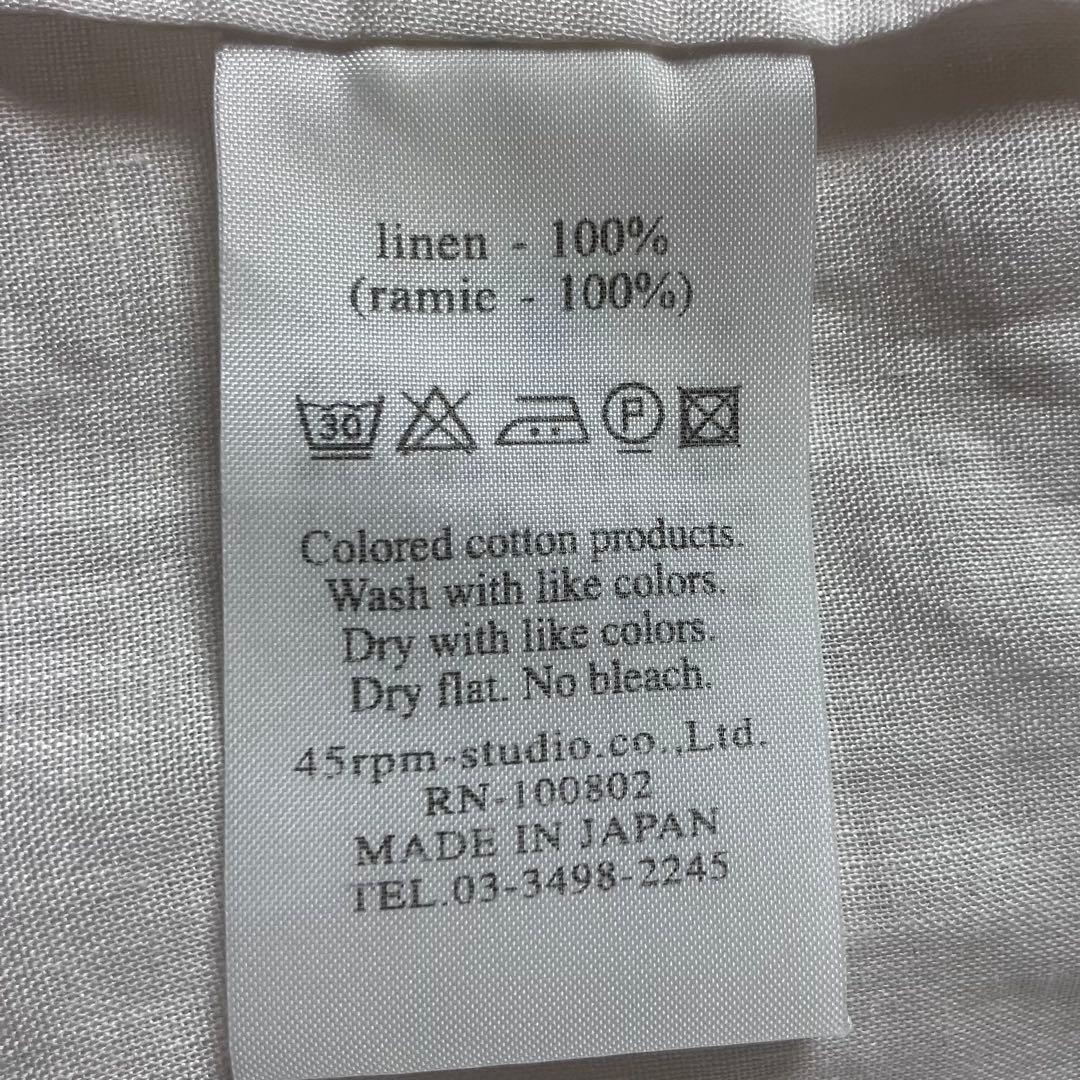 linen - 100%
(ramie - 100%)
30 P
Colored cotton products.
Wash with like colors.
Dry with like colors.
Dry flat. No bleach.
45rpm-studio.co.,Ltd.
RN-100802
MADE IN JAPAN
TEL.03-3498-2245